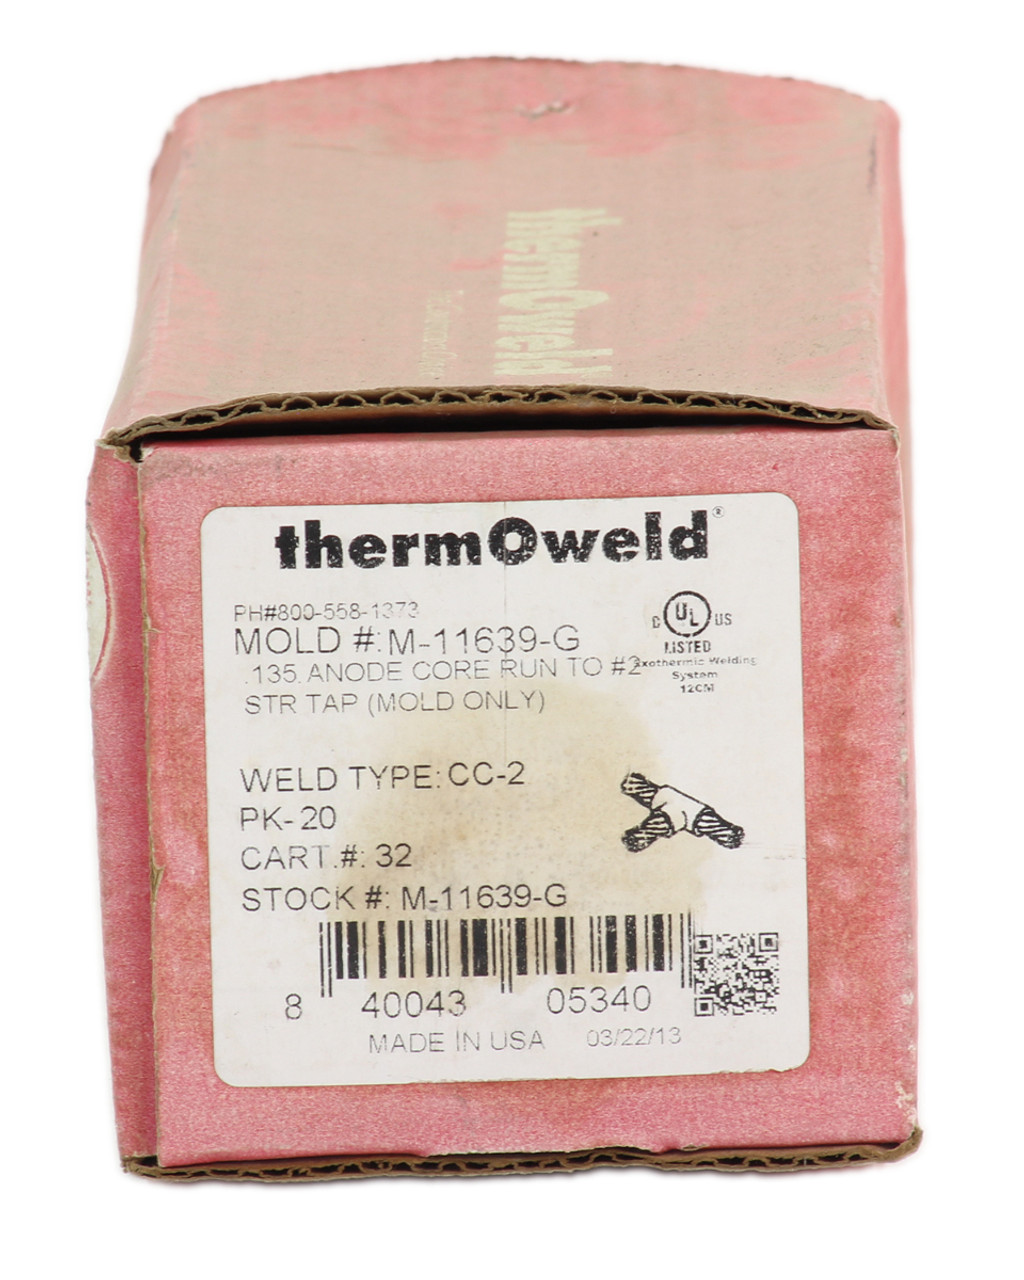 thermOweld
thermOweld®
PH#800-558-1373
MOLD #: M-11639-G
.135 ANODE CORE RUN TO #2
STR TAP (MOLD ONLY)
C UL US
LISTED
Exothermic Welding
System
12CM
WELD TYPE: CC-2
PK-20
CART.#: 32
STOCK #: M-11639-G
8 40043 05340
MADE IN USA 03/22/13